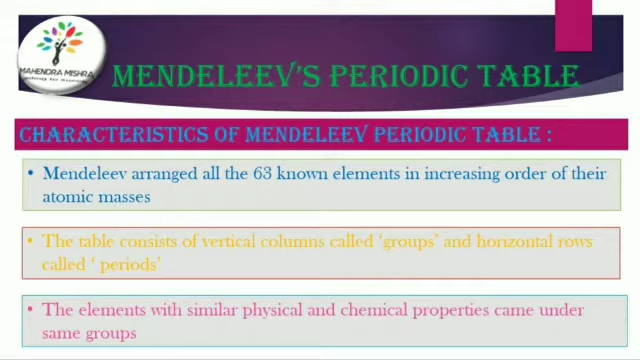 MAHENDRA MISHRA
MENDELEEV'S PERIODIC TABLE
CHARACTERISTICS OF MENDELEEV PERIODIC TABLE :
• Mendeleev arranged all the 63 known elements in increasing order of their
atomic masses
• The table consists of vertical columns called ‘groups’ and horizontal rows
called ‘ periods’
• The elements with similar physical and chemical properties came under
same groups